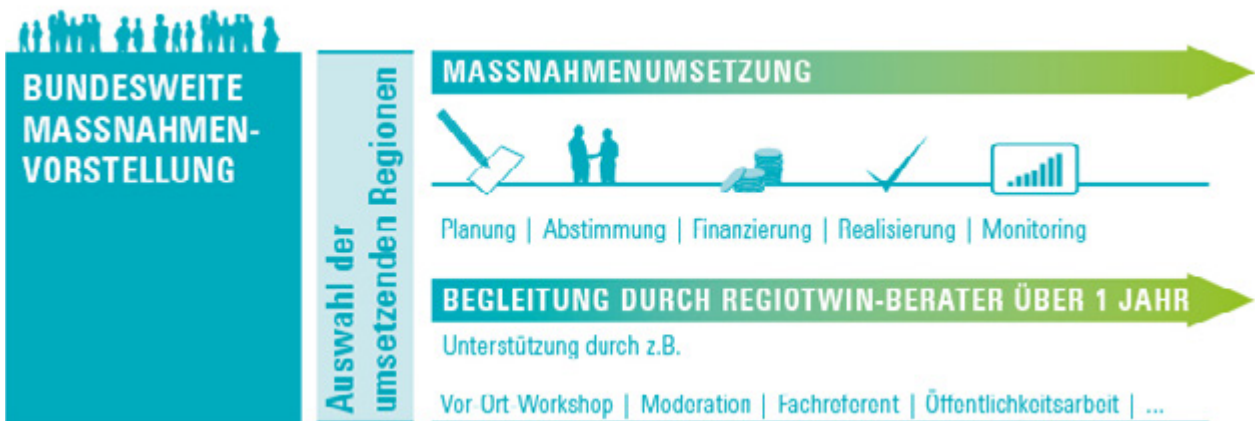 BUNDESWEITE
MASSNAHMEN-
VORSTELLUNG
Auswahl der
umsetzenden Regionen
MASSNAHMENUMSETZUNG
Planung | Abstimmung | Finanzierung | Realisierung | Monitoring
BEGLEITUNG DURCH REGIOTWIN-BERATER ÜBER 1 JAHR
Unterstützung durch z.B.
Vor-Ort-Workshop | Moderation | Fachreferent | Öffentlichkeitsarbeit | ...